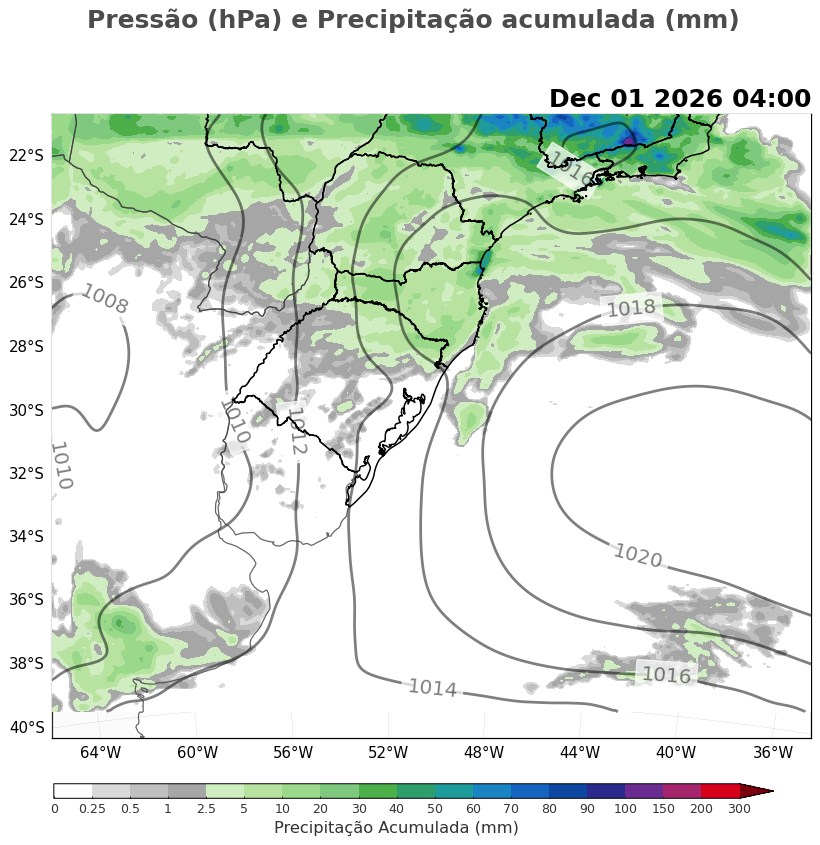 Pressão (hPa) e Precipitação acumulada (mm)
Dec 01 2026 04:00
22°S
24°S
26°S
28°S
30°S
32°S
34°S
36°S
38°S
40°S
1016
1008
1018
1010
1012
1010
1020
1016
1014
64°W 60°W 56°W 52°W 48°W 44°W 40°W 36°W
0 0.25 0.5 1 2.5 5 10 20 30 40 50 60 70 80 90 100 150 200 300
Precipitação Acumulada (mm)